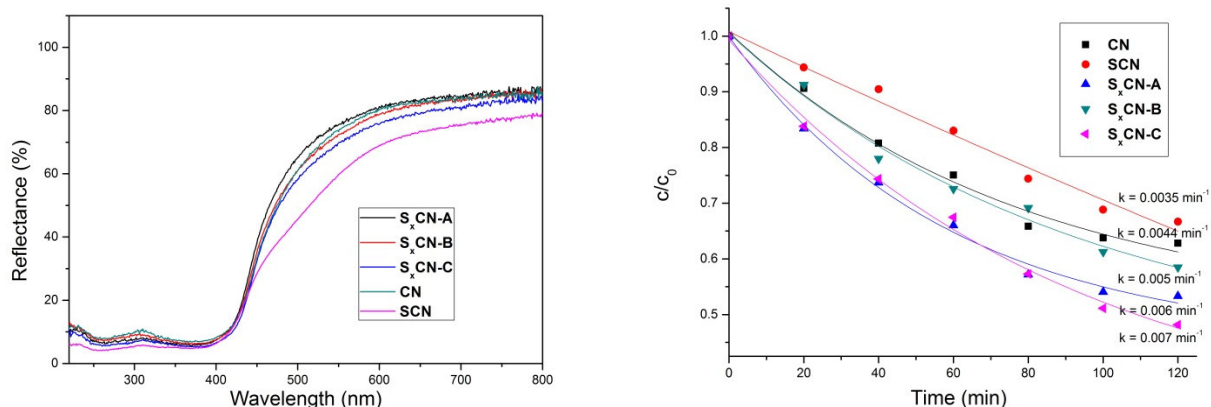 100
80
60
40
20
0
Reflectance (%)
300 400 500 600 700 800
Wavelength (nm)
SₓCN-A
SₓCN-B
SₓCN-C
CN
SCN
1.0
0.9
0.8
0.7
0.6
0.5
c/c₀
0 20 40 60 80 100 120
Time (min)
CN
SCN
SₓCN-A
SₓCN-B
SₓCN-C
k = 0.0035 min⁻¹
k = 0.0044 min⁻¹
k = 0.005 min⁻¹
k = 0.006 min⁻¹
k = 0.007 min⁻¹